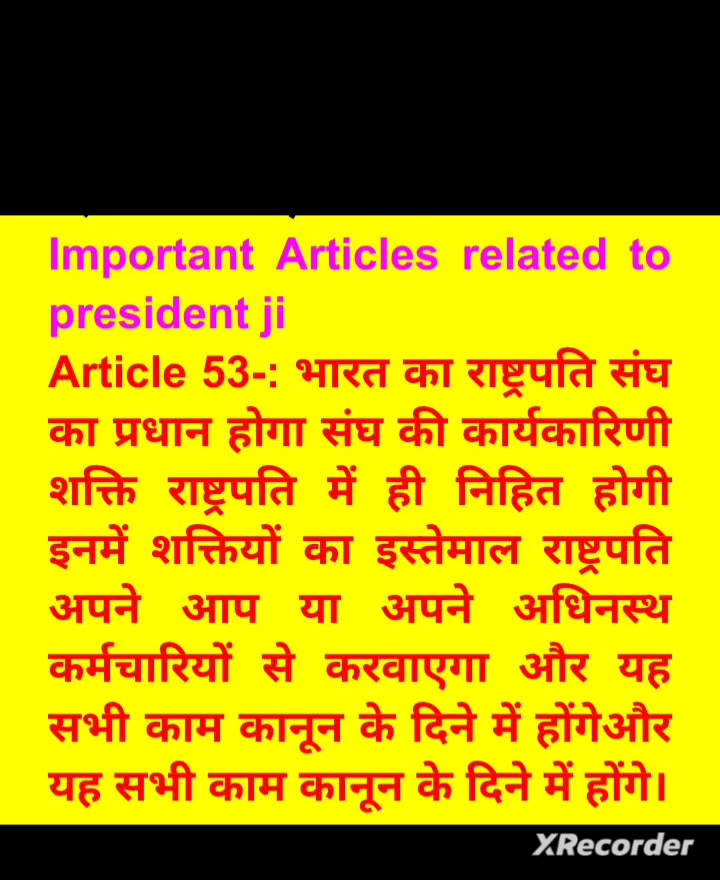 Important Articles related to
president ji
Article 53-: भारत का राष्ट्रपति संघ
का प्रधान होगा संघ की कार्यकारिणी
शक्ति राष्ट्रपति में ही निहित होगी
इनमें शक्तियों का इस्तेमाल राष्ट्रपति
अपने आप या अपने अधिनस्थ
कर्मचारियों से करवाएगा और यह
सभी काम कानून के दिने में होंगेऔर
यह सभी काम कानून के दिने में होंगे।
XRecorder